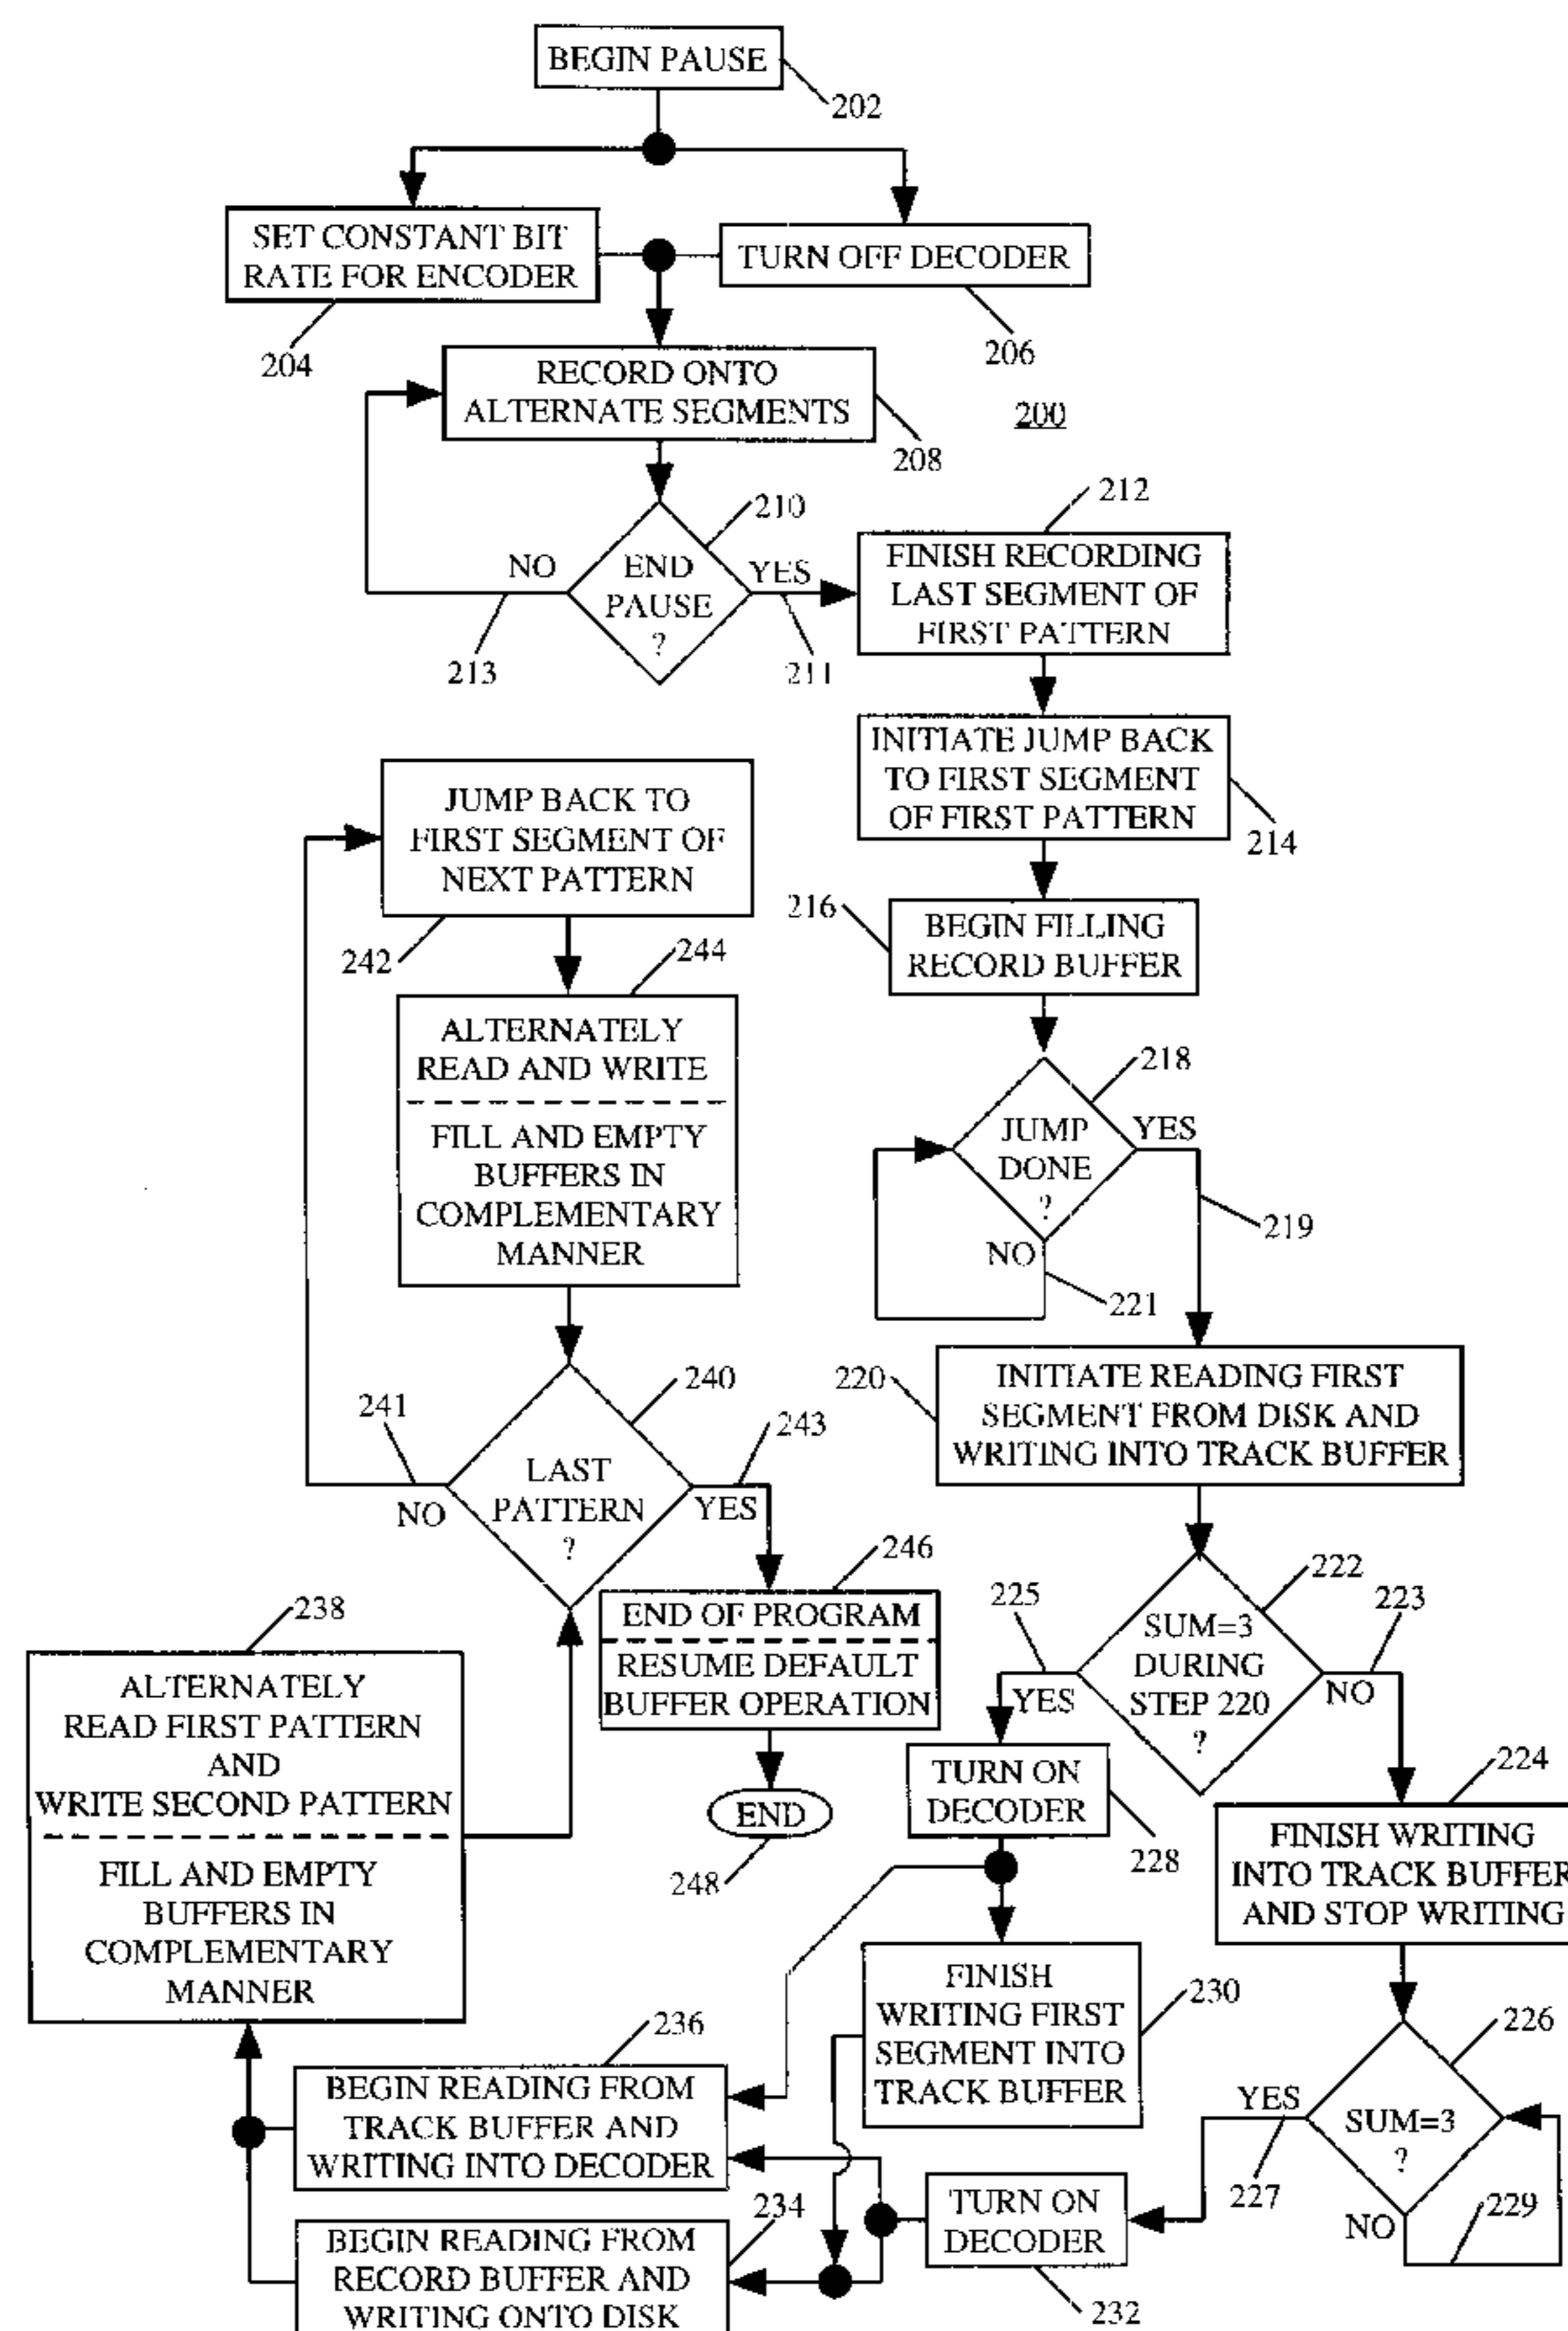 BEGIN PAUSE
202
SET CONSTANT BIT
RATE FOR ENCODER
204
TURN OFF DECODER
206
RECORD ONTO
ALTERNATE SEGMENTS
208
200
210
END
PAUSE
?
NO
213
YES
211
212
FINISH RECORDING
LAST SEGMENT OF
FIRST PATTERN
INITIATE JUMP BACK
TO FIRST SEGMENT
OF FIRST PATTERN
214
216
BEGIN FILLING
RECORD BUFFER
218
JUMP
DONE
?
YES
219
NO
221
220
INITIATE READING FIRST
SEGMENT FROM DISK AND
WRITING INTO TRACK BUFFER
222
SUM=3
DURING
STEP 220
?
225
YES
223
NO
224
FINISH WRITING
INTO TRACK BUFFER
AND STOP WRITING
226
SUM=3
?
YES
227
NO
229
TURN ON
DECODER
228
FINISH
WRITING FIRST
SEGMENT INTO
TRACK BUFFER
230
TURN ON
DECODER
232
234
BEGIN READING FROM
RECORD BUFFER AND
WRITING ONTO DISK
236
BEGIN READING FROM
TRACK BUFFER AND
WRITING INTO DECODER
238
ALTERNATELY
READ FIRST PATTERN
AND
WRITE SECOND PATTERN
FILL AND EMPTY
BUFFERS IN
COMPLEMENTARY
MANNER
240
LAST
PATTERN
?
241
NO
243
YES
JUMP BACK TO
FIRST SEGMENT OF
NEXT PATTERN
242
244
ALTERNATELY
READ AND WRITE
FILL AND EMPTY
BUFFERS IN
COMPLEMENTARY
MANNER
246
END OF PROGRAM
RESUME DEFAULT
BUFFER OPERATION
END
248